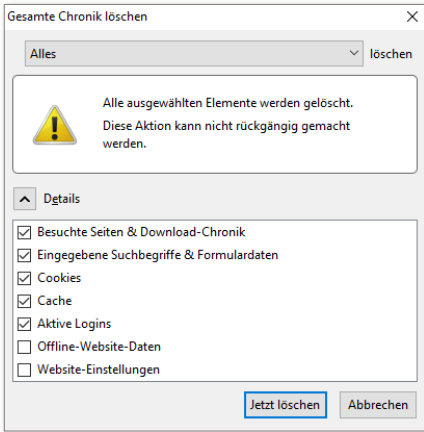 Gesamte Chronik löschen
Alles löschen
Alle ausgewählten Elemente werden gelöscht.
Diese Aktion kann nicht rückgängig gemacht
werden.
Details
Besuchte Seiten & Download-Chronik
Eingegebene Suchbegriffe & Formulardaten
Cookies
Cache
Aktive Logins
Offline-Website-Daten
Website-Einstellungen
Jetzt löschen Abbrechen